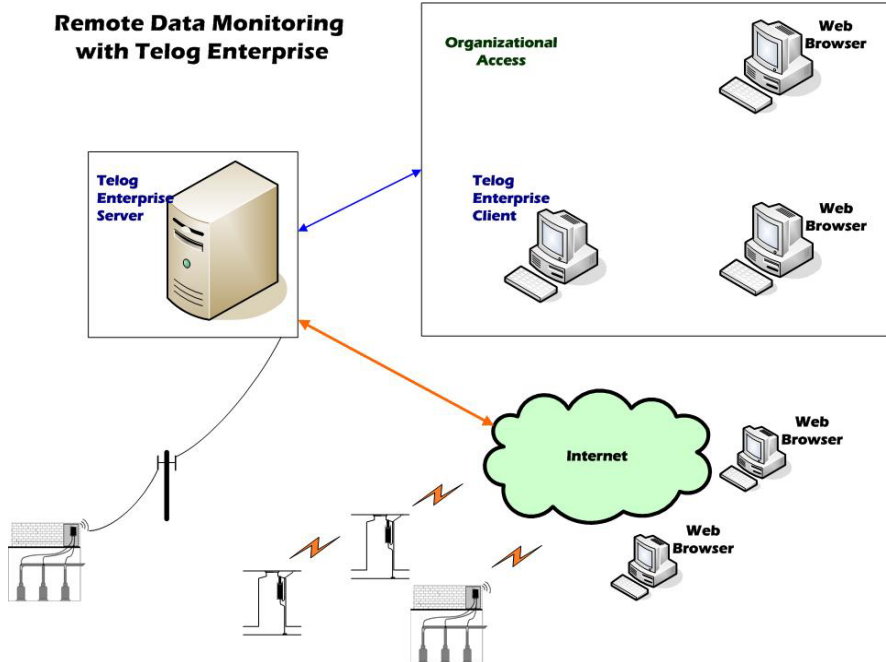 Remote Data Monitoring
with Telog Enterprise
Organizational
Access
Web
Browser
Telog
Enterprise
Server
Telog
Enterprise
Client
Web
Browser
Internet
Web
Browser
Web
Browser